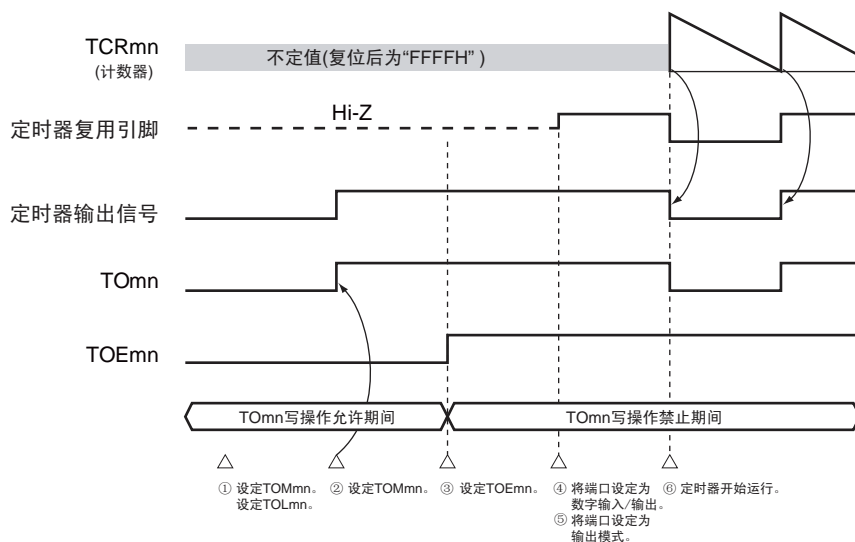 TCRmn
(计数器)
不定值(复位后为“FFFFH” )
定时器复用引脚
Hi-Z
定时器输出信号
TOmn
TOEmn
TOmn写操作允许期间
TOmn写操作禁止期间
① 设定TOMmn。
设定TOLmn。
② 设定TOMmn。
③ 设定TOEmn。
④ 将端口设定为
数字输入/输出。
⑤ 将端口设定为
输出模式。
⑥ 定时器开始运行。